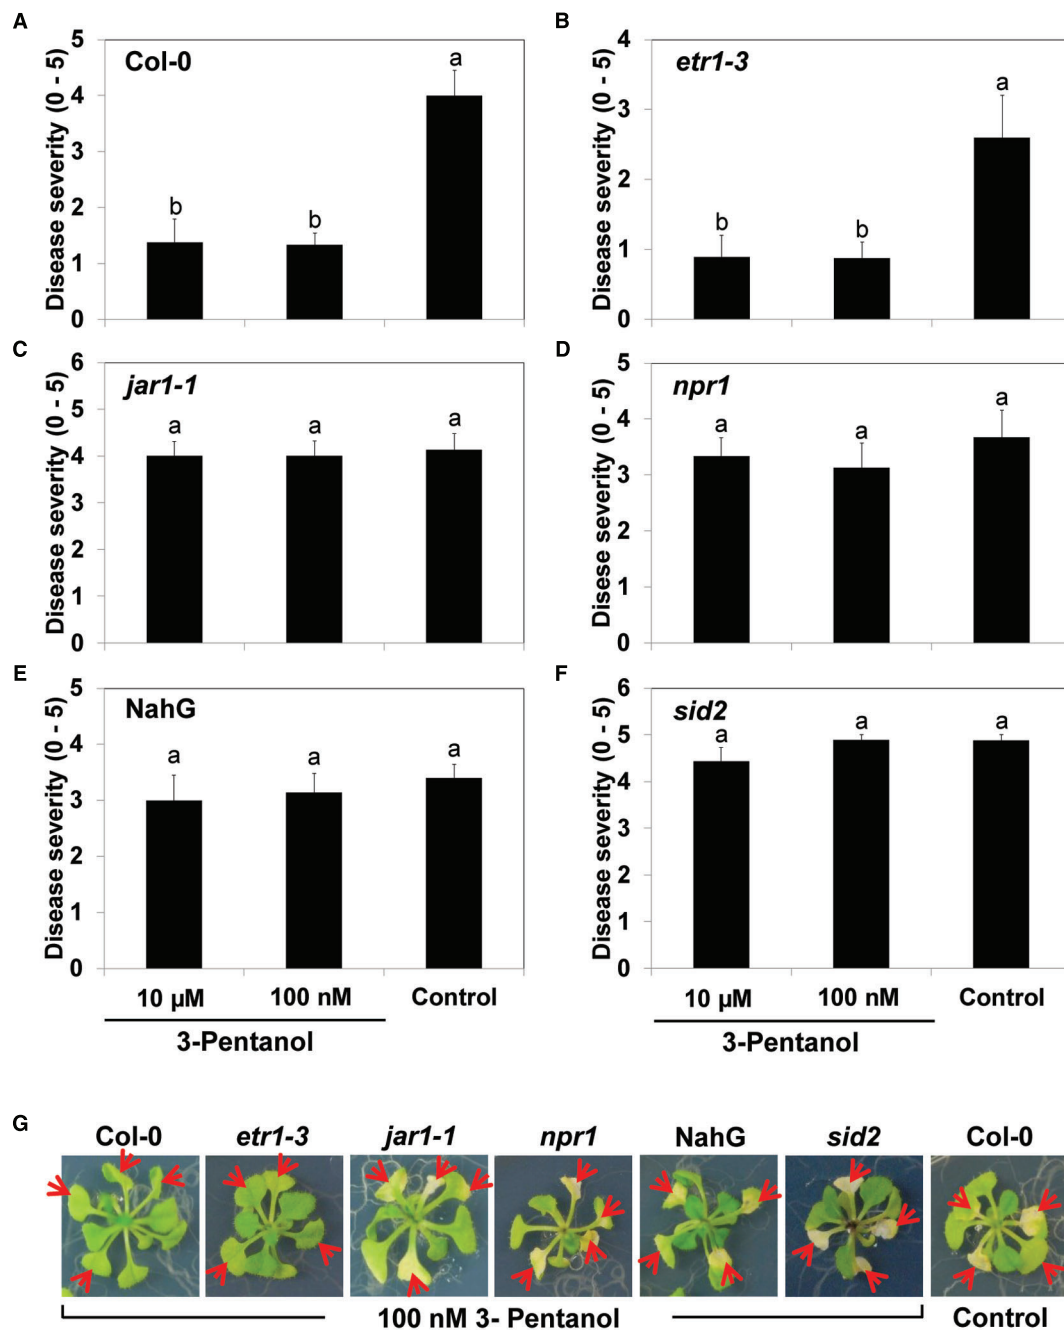 A
Disease severity (0 - 5)
5
4
3
2
1
0
Col-0
b
b
a
B
Disease severity (0 - 5)
4
3
2
1
0
etr1-3
b
b
a
C
Disease severity (0 - 5)
6
5
4
3
2
1
0
jar1-1
a
a
a
D
Disese severity (0 - 5)
5
4
3
2
1
0
npr1
a
a
a
E
Disease severity (0 - 5)
5
4
3
2
1
0
NahG
a
a
a
10 µM
100 nM
Control
3-Pentanol
F
Disease severity (0 - 5)
6
5
4
3
2
1
0
sid2
a
a
a
10 µM
100 nM
Control
3-Pentanol
G
Col-0
etr1-3
jar1-1
npr1
NahG
sid2
Col-0
100 nM 3- Pentanol
Control